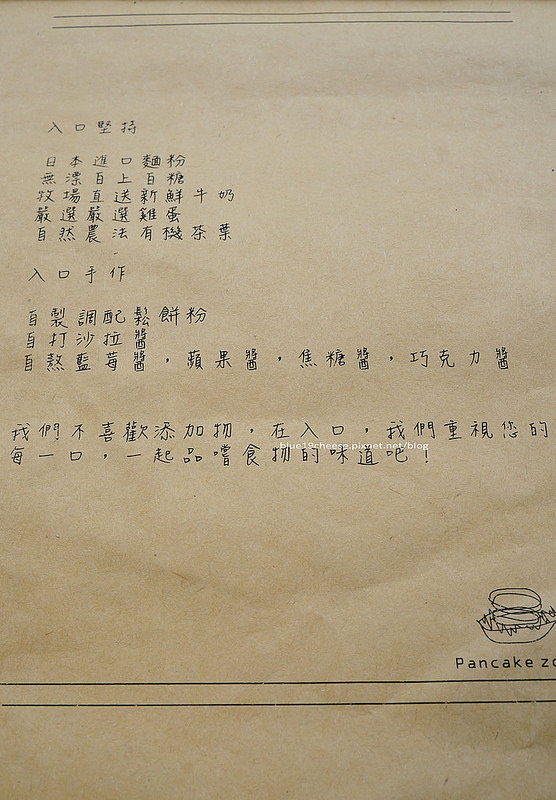 入口堅持
日本進口麵粉
無漂白上白糖
牧場直送新鮮牛奶
嚴選嚴選雞蛋
自然農法有機茶葉
入口手作
自製調配鬆餅粉
自打沙拉醬
自熬藍莓醬，蘋果醬，焦糖醬，巧克力醬
我們不喜歡添加物，在入口，我們重視您的
每一口，一起品嚐食物的味道吧！
blue19cheese.pixnet.net/blog
Pancake zo